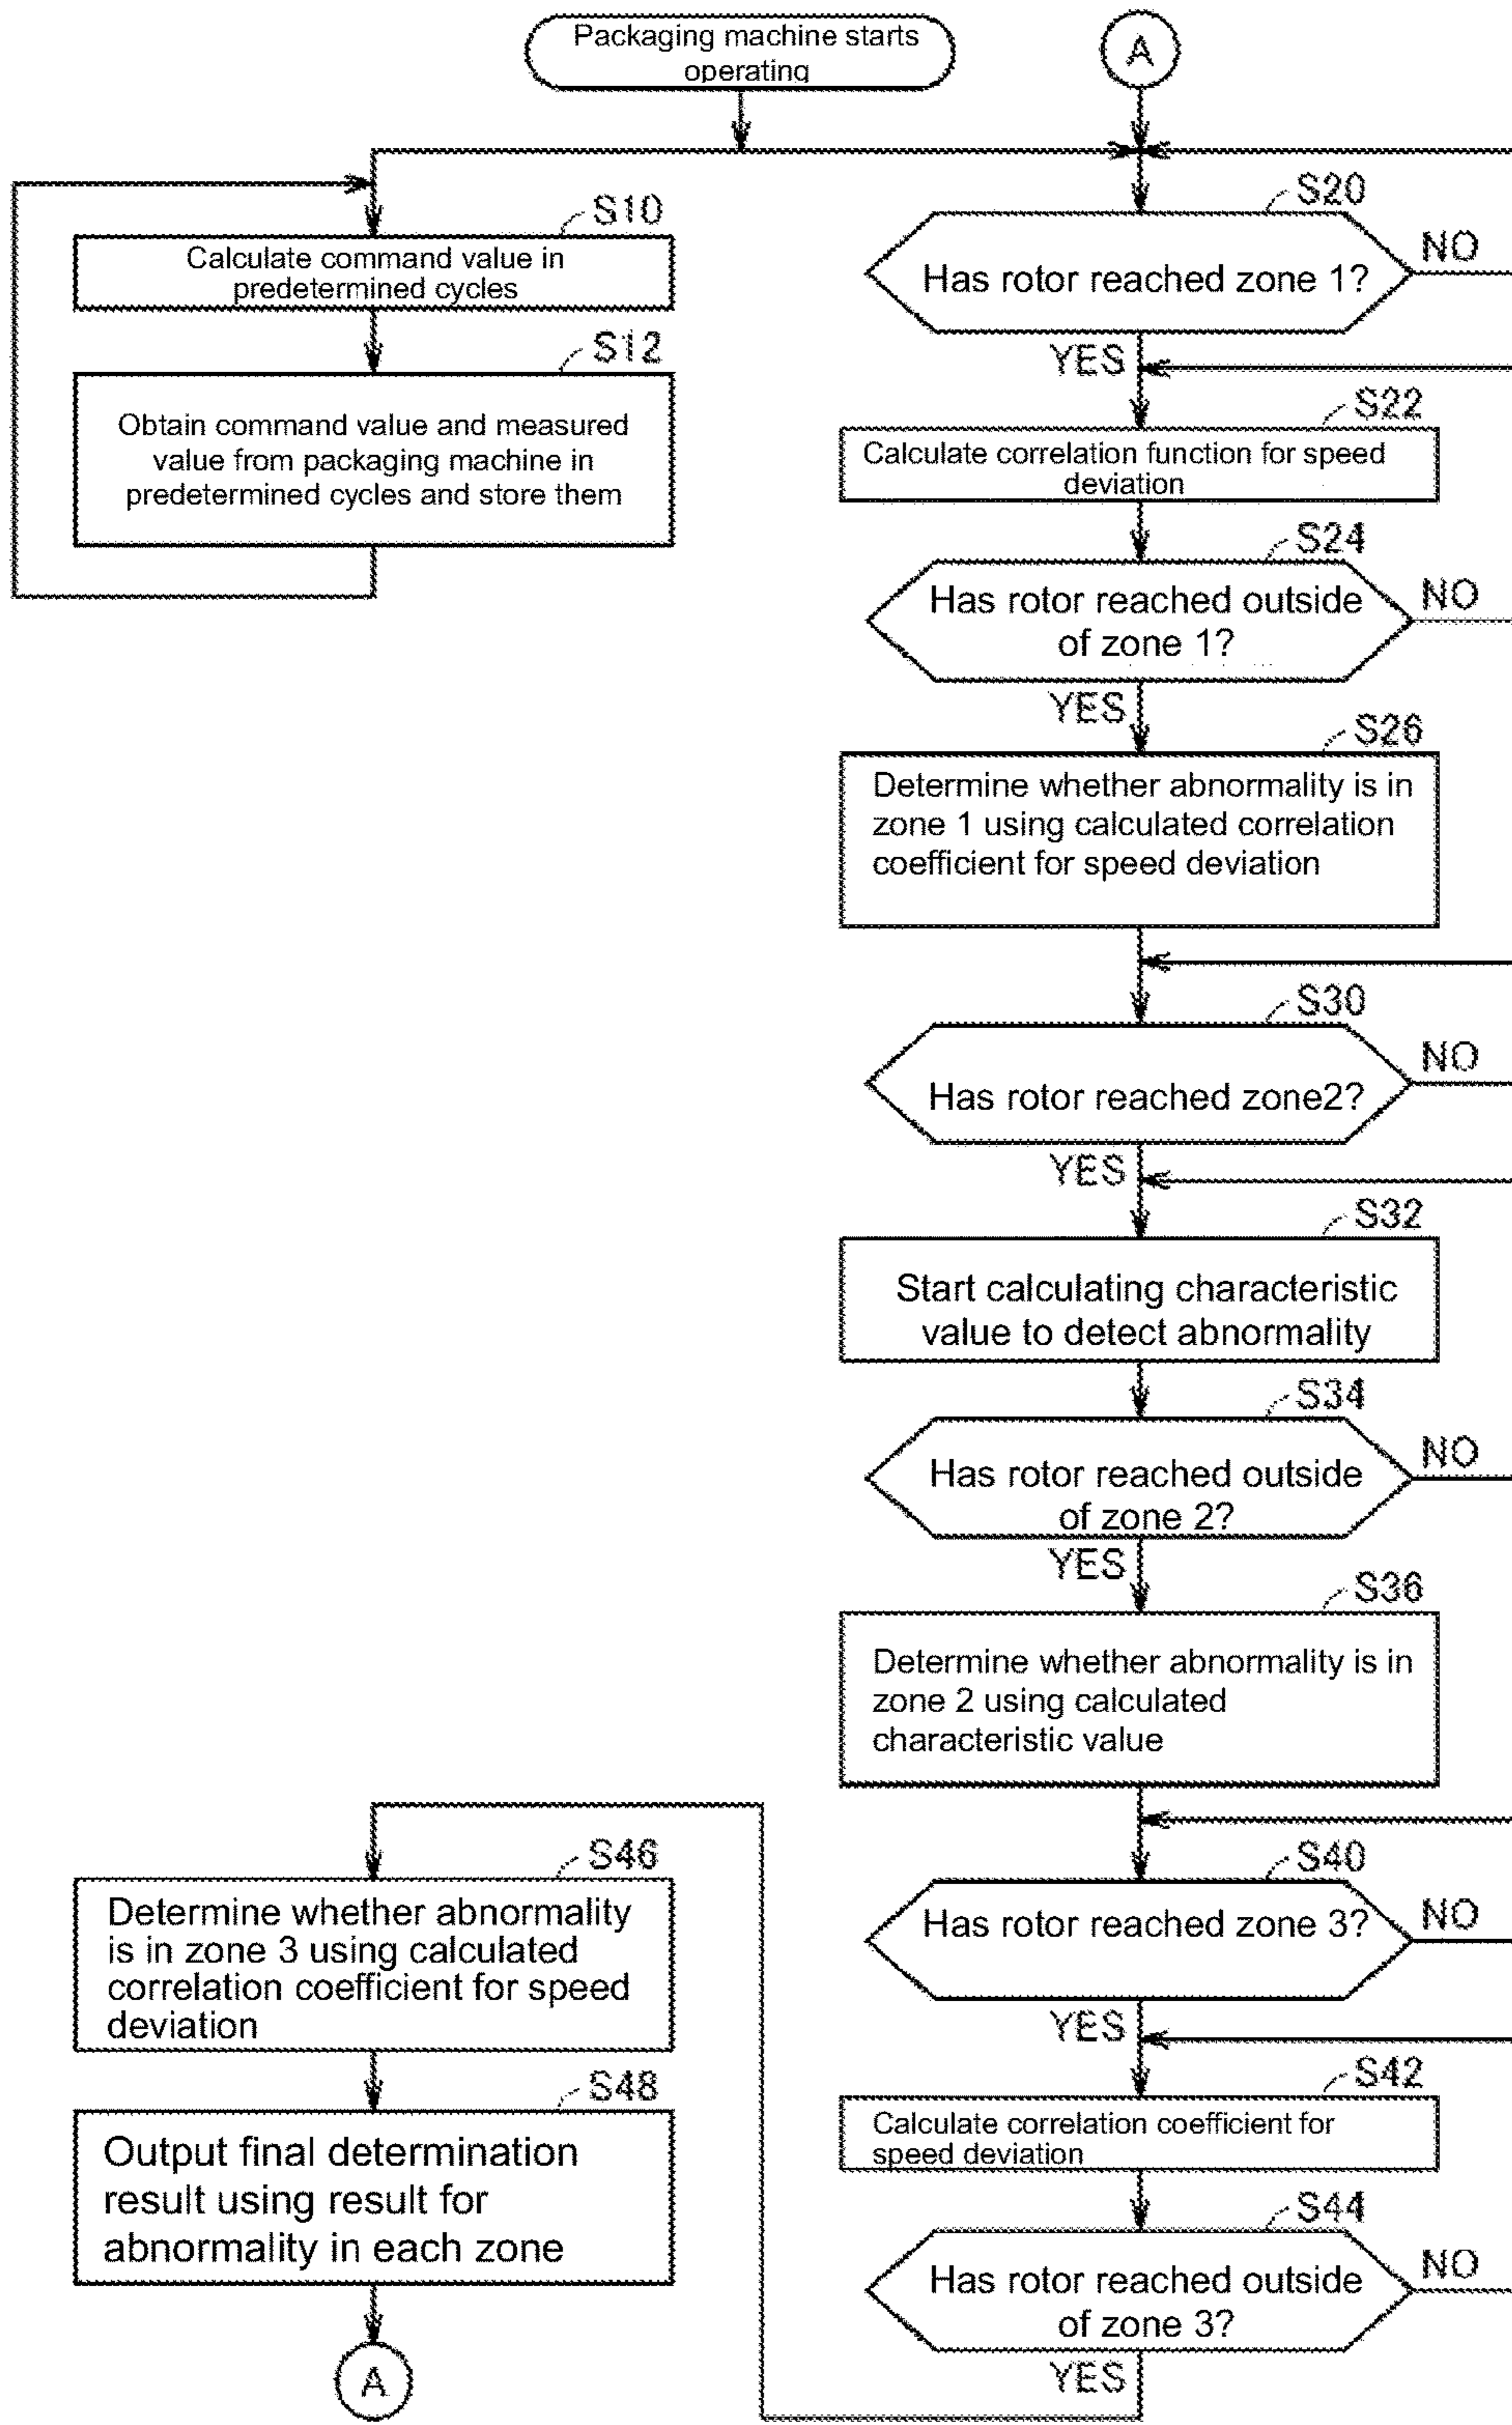 Packaging machine starts
operating
A
S10
Calculate command value in
predetermined cycles
S12
Obtain command value and measured
value from packaging machine in
predetermined cycles and store them
S20
Has rotor reached zone 1?
NO
YES
S22
Calculate correlation function for speed
deviation
S24
Has rotor reached outside
of zone 1?
NO
YES
S26
Determine whether abnormality is in
zone 1 using calculated correlation
coefficient for speed deviation
S30
Has rotor reached zone2?
NO
YES
S32
Start calculating characteristic
value to detect abnormality
S34
Has rotor reached outside
of zone 2?
NO
YES
S36
Determine whether abnormality is in
zone 2 using calculated
characteristic value
S40
Has rotor reached zone 3?
NO
YES
S42
Calculate correlation coefficient for
speed deviation
S44
Has rotor reached outside
of zone 3?
NO
YES
S46
Determine whether abnormality
is in zone 3 using calculated
correlation coefficient for speed
deviation
S48
Output final determination
result using result for
abnormality in each zone
A